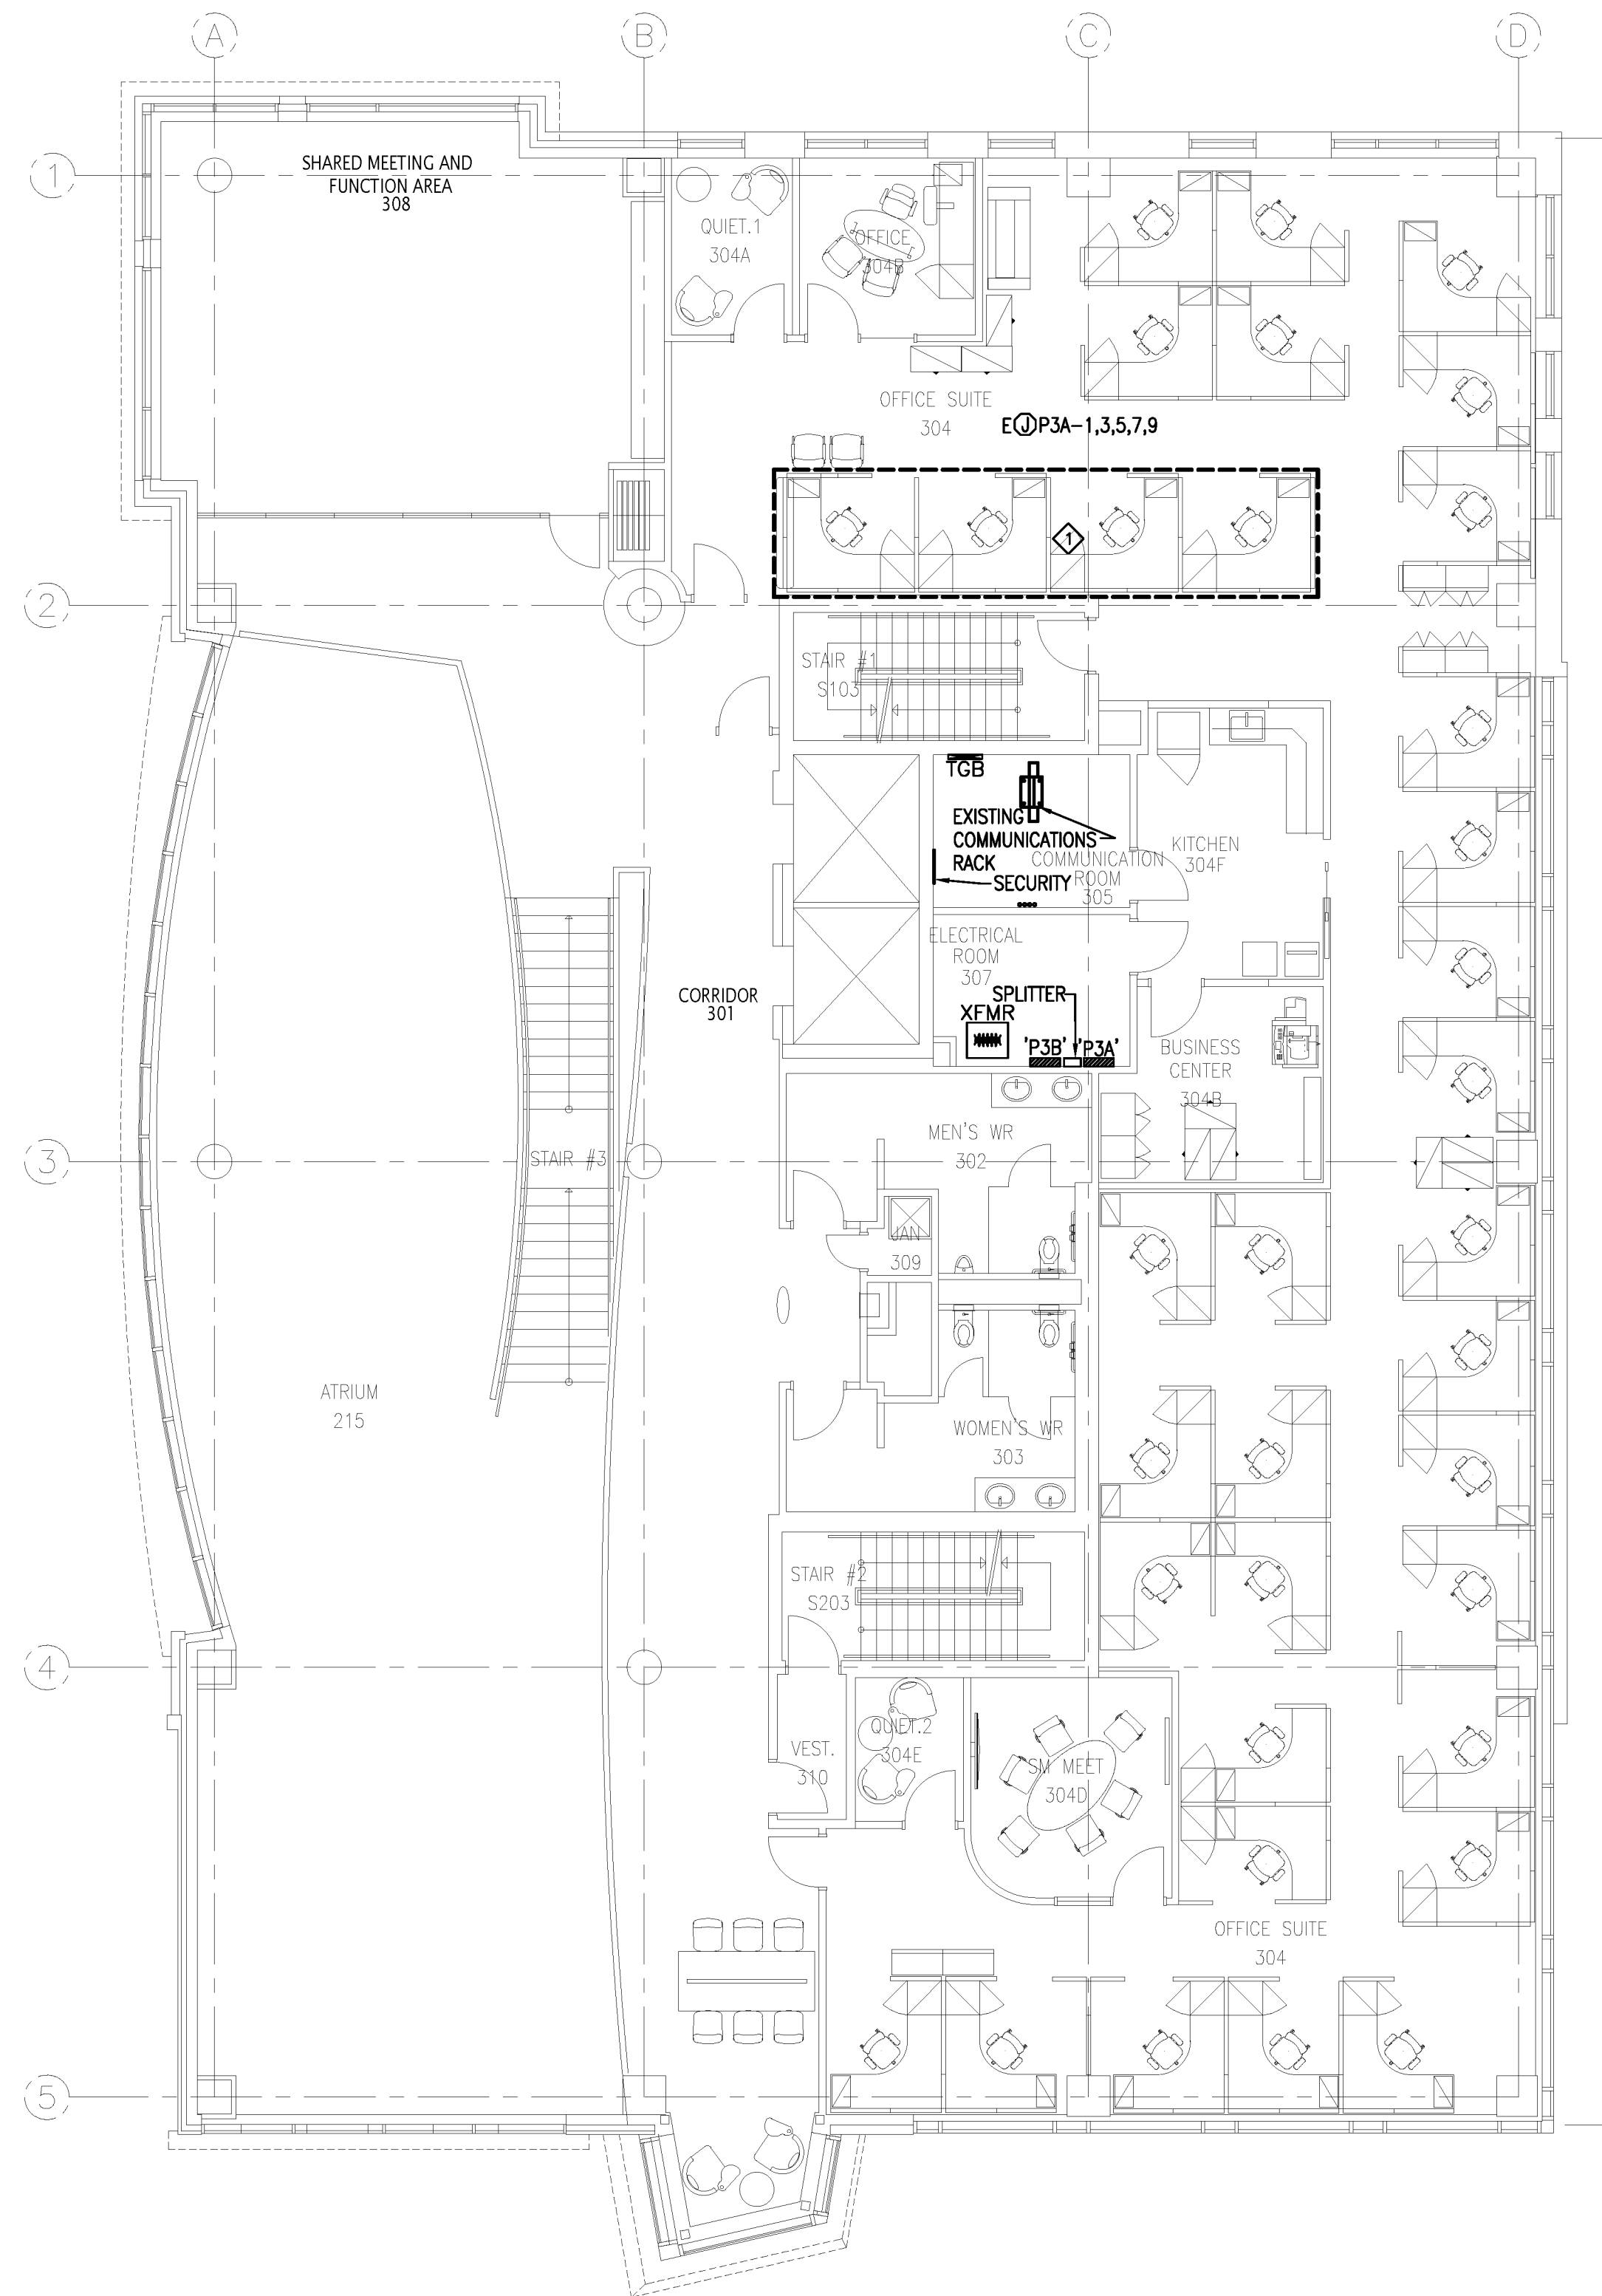 A
B
C
D
1
SHARED MEETING AND
FUNCTION AREA
308
QUIET.1
304A
OFFICE
OFFICE SUITE
304
E J P3A-1,3,5,7,9
1
2
STAIR #1
S103
TGB
EXISTING
COMMUNICATIONS
RACK
COMMUNICATION
ROOM
305
SECURITY
KITCHEN
304F
ELECTRICAL
ROOM
307
SPLITTER
XFMR
'P3B'
'P3A'
CORRIDOR
301
BUSINESS
CENTER
304B
MEN'S WR
302
3
STAIR #3
JAN
309
ATRIUM
215
WOMEN'S WR
303
STAIR #2
S203
4
QUIET.2
304E
VEST.
310
SM MEET
304D
OFFICE SUITE
304
5